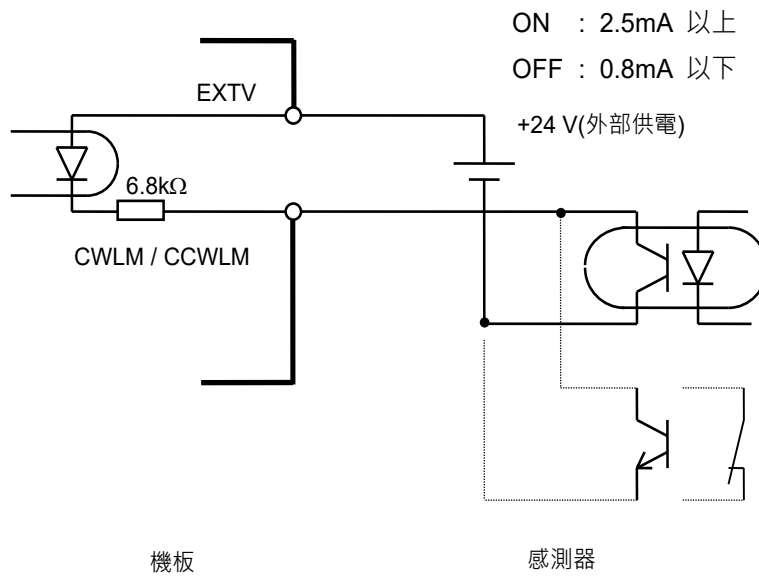 ON : 2.5mA 以上
OFF : 0.8mA 以下
EXTV
+24 V(外部供電)
6.8kΩ
CWLM / CCWLM
機板
感測器